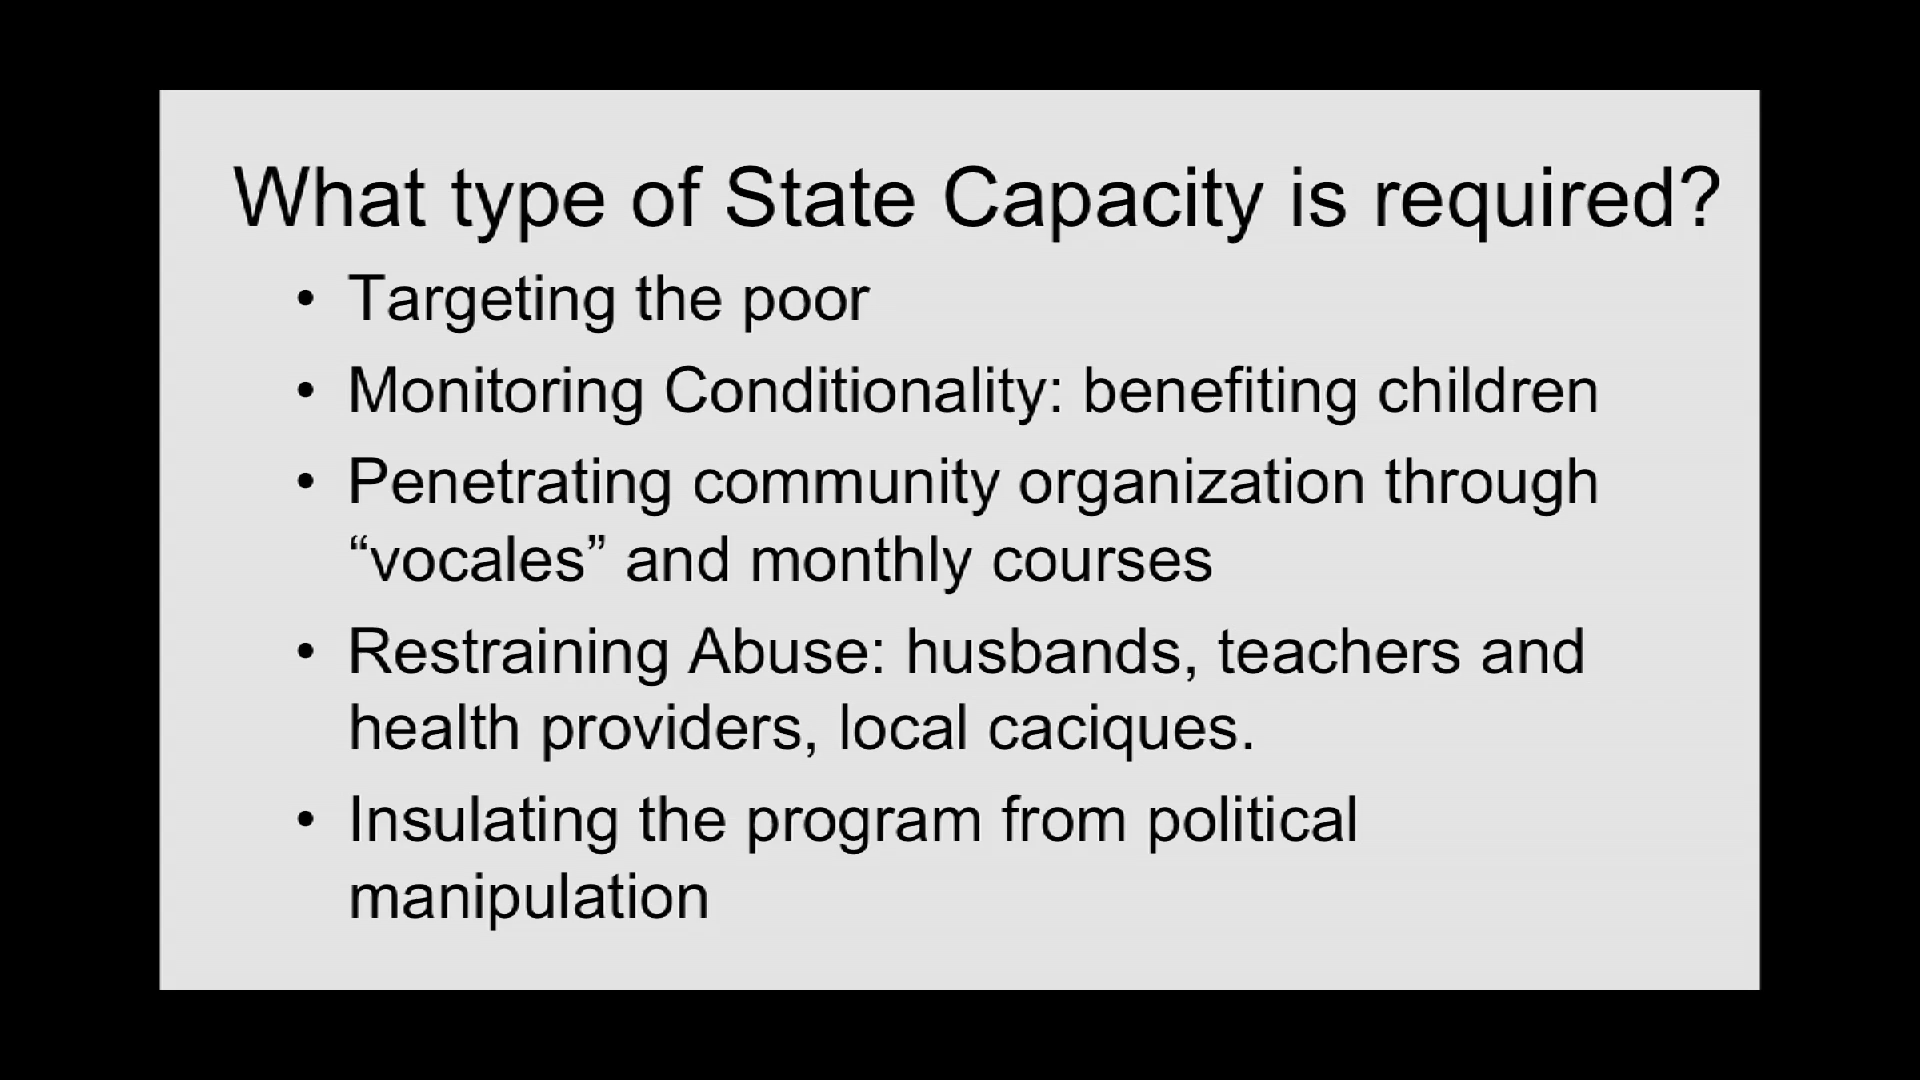 What type of State Capacity is required?
• Targeting the poor
• Monitoring Conditionality: benefiting children
• Penetrating community organization through
“vocales” and monthly courses
• Restraining Abuse: husbands, teachers and
health providers, local caciques.
• Insulating the program from political
manipulation